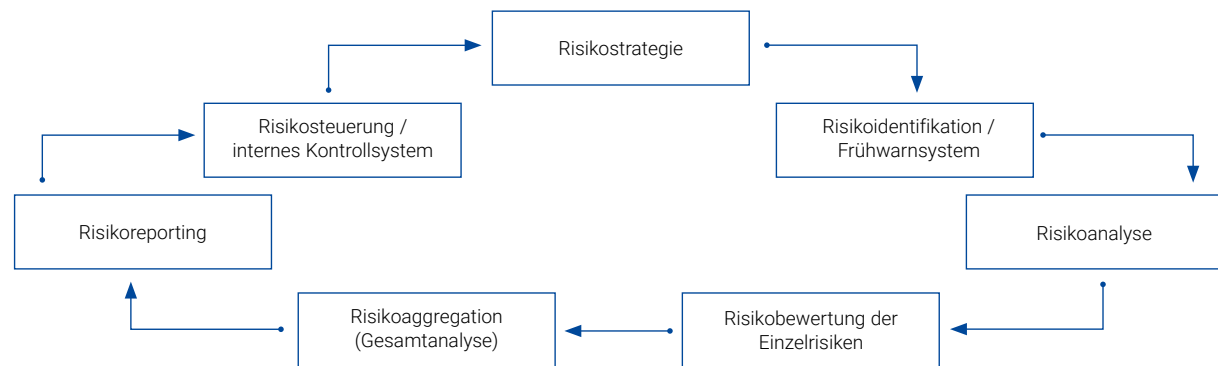 Risikostrategie
Risikosteuerung /
internes Kontrollsystem
Risikoidentifikation /
Frühwarnsystem
Risikoreporting
Risikoanalyse
Risikoaggregation
(Gesamtanalyse)
Risikobewertung der
Einzelrisiken